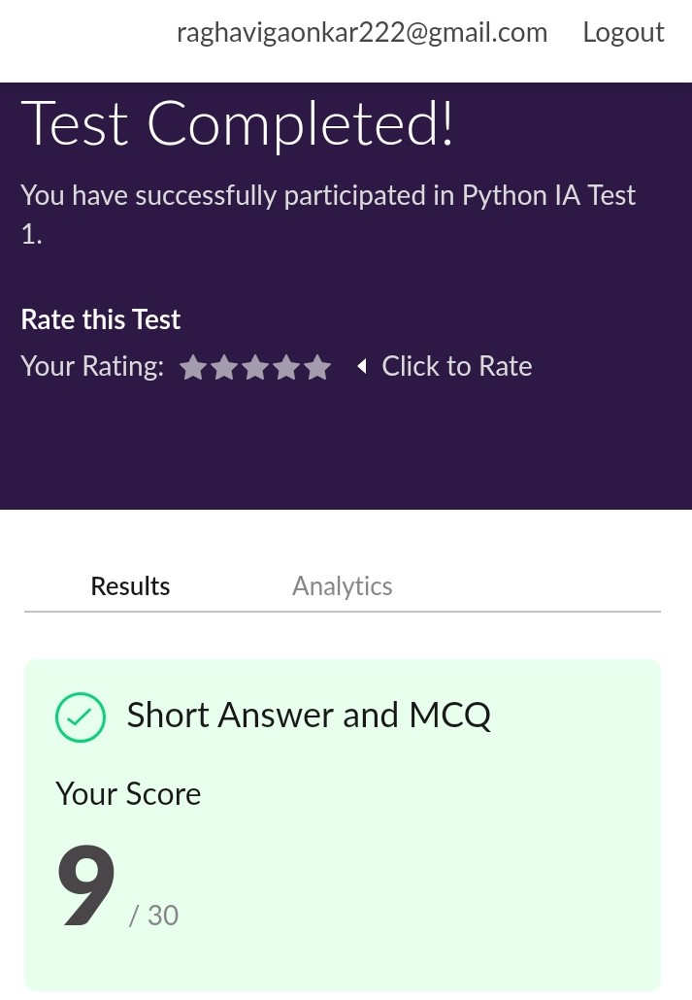 raghavigaonkar222@gmail.com Logout
Test Completed!
You have successfully participated in Python IA Test
1.
Rate this Test
Your Rating: Click to Rate
Results Analytics
Short Answer and MCQ
Your Score
9 / 30